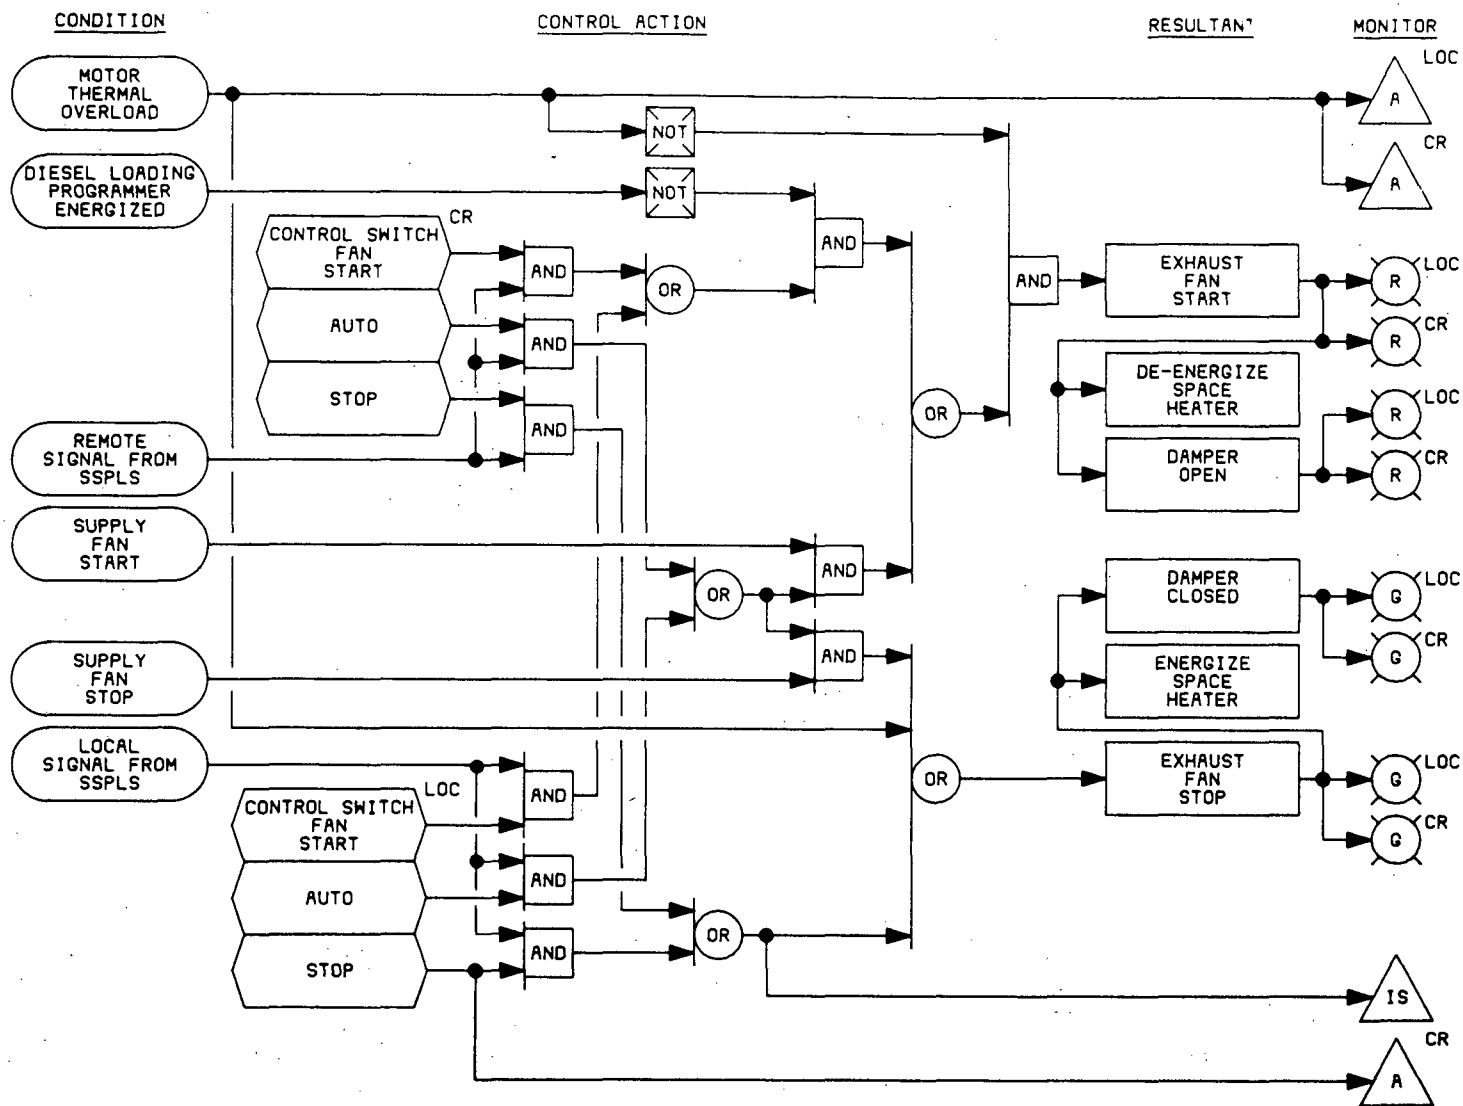 CONDITION
CONTROL ACTION
RESULTANT
MONITOR
MOTOR
THERMAL
OVERLOAD
LOC
A
NOT
CR
A
DIESEL LOADING
PROGRAMMER
ENERGIZED
NOT
CR
CONTROL SWITCH
FAN
START
AND
OR
AND
AND
EXHAUST
FAN
START
LOC
R
CR
R
AUTO
AND
DE-ENERGIZE
SPACE
HEATER
STOP
AND
OR
LOC
R
REMOTE
SIGNAL FROM
SSPLS
DAMPER
OPEN
CR
R
SUPPLY
FAN
START
AND
OR
DAMPER
CLOSED
LOC
G
CR
G
SUPPLY
FAN
STOP
AND
ENERGIZE
SPACE
HEATER
LOCAL
SIGNAL FROM
SSPLS
OR
EXHAUST
FAN
STOP
LOC
G
CR
G
LOC
CONTROL SWITCH
FAN
START
AND
AUTO
AND
STOP
AND
OR
IS
CR
A